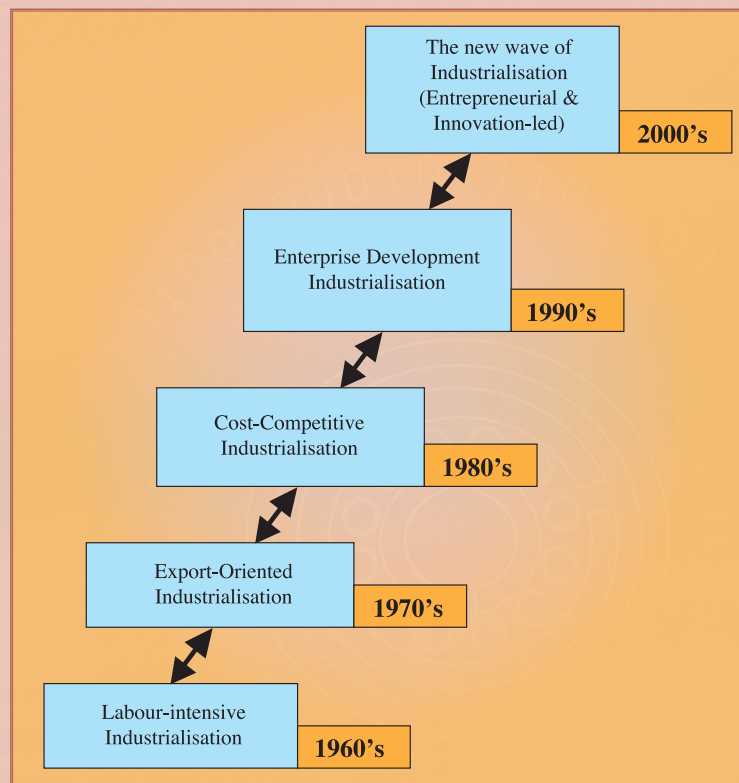 The new wave of
Industrialisation
(Entrepreneurial &
Innovation-led)
2000's
Enterprise Development
Industrialisation
1990's
Cost-Competitive
Industrialisation
1980's
Export-Oriented
Industrialisation
1970's
Labour-intensive
Industrialisation
1960's